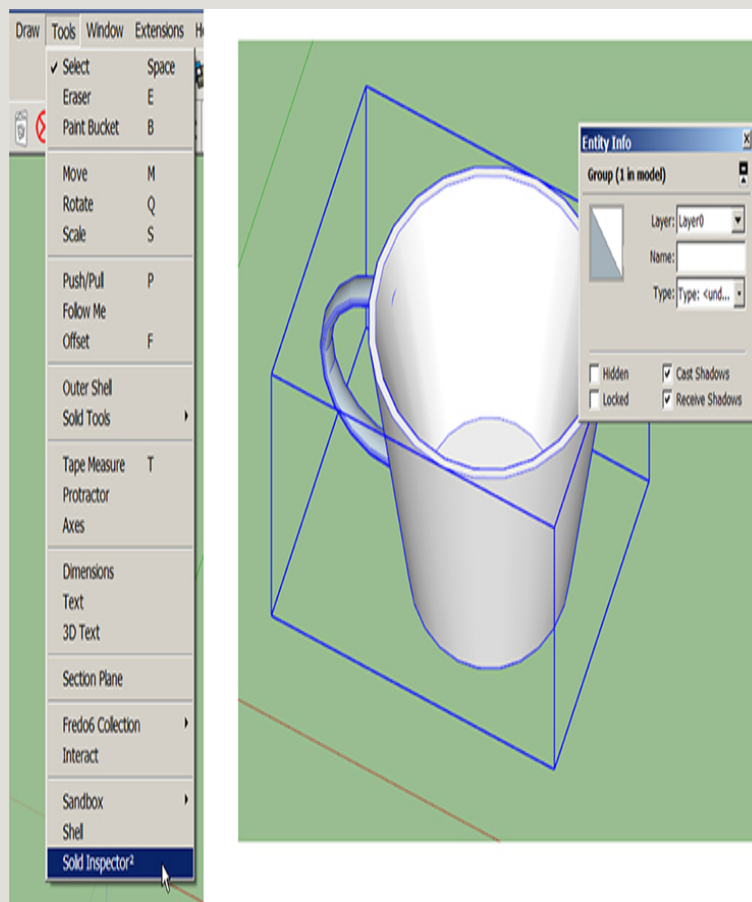 Draw Tools Window Extensions
✓ Select Space
Eraser E
Paint Bucket B
Move M
Rotate Q
Scale S
Push/Pull P
Follow Me
Offset F
Outer Shell
Solid Tools
Tape Measure T
Protractor
Axes
Dimensions
Text
3D Text
Section Plane
Fredo6 Collection
Interact
Sandbox
Shell
Solid Inspector²
Entity Info
Group (1 in model)
Layer: Layer0
Name:
Type: Type: <und...
Hidden ✓ Cast Shadows
Locked ✓ Receive Shadows